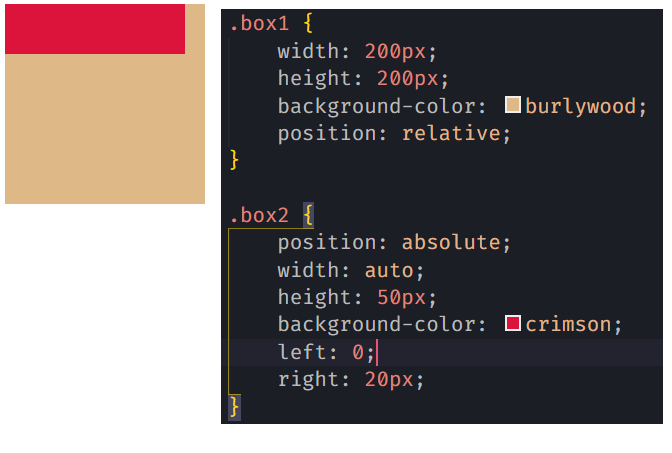 .box1 {
    width: 200px;
    height: 200px;
    background-color: burlywood;
    position: relative;
}

.box2 {
    position: absolute;
    width: auto;
    height: 50px;
    background-color: crimson;
    left: 0;
    right: 20px;
}